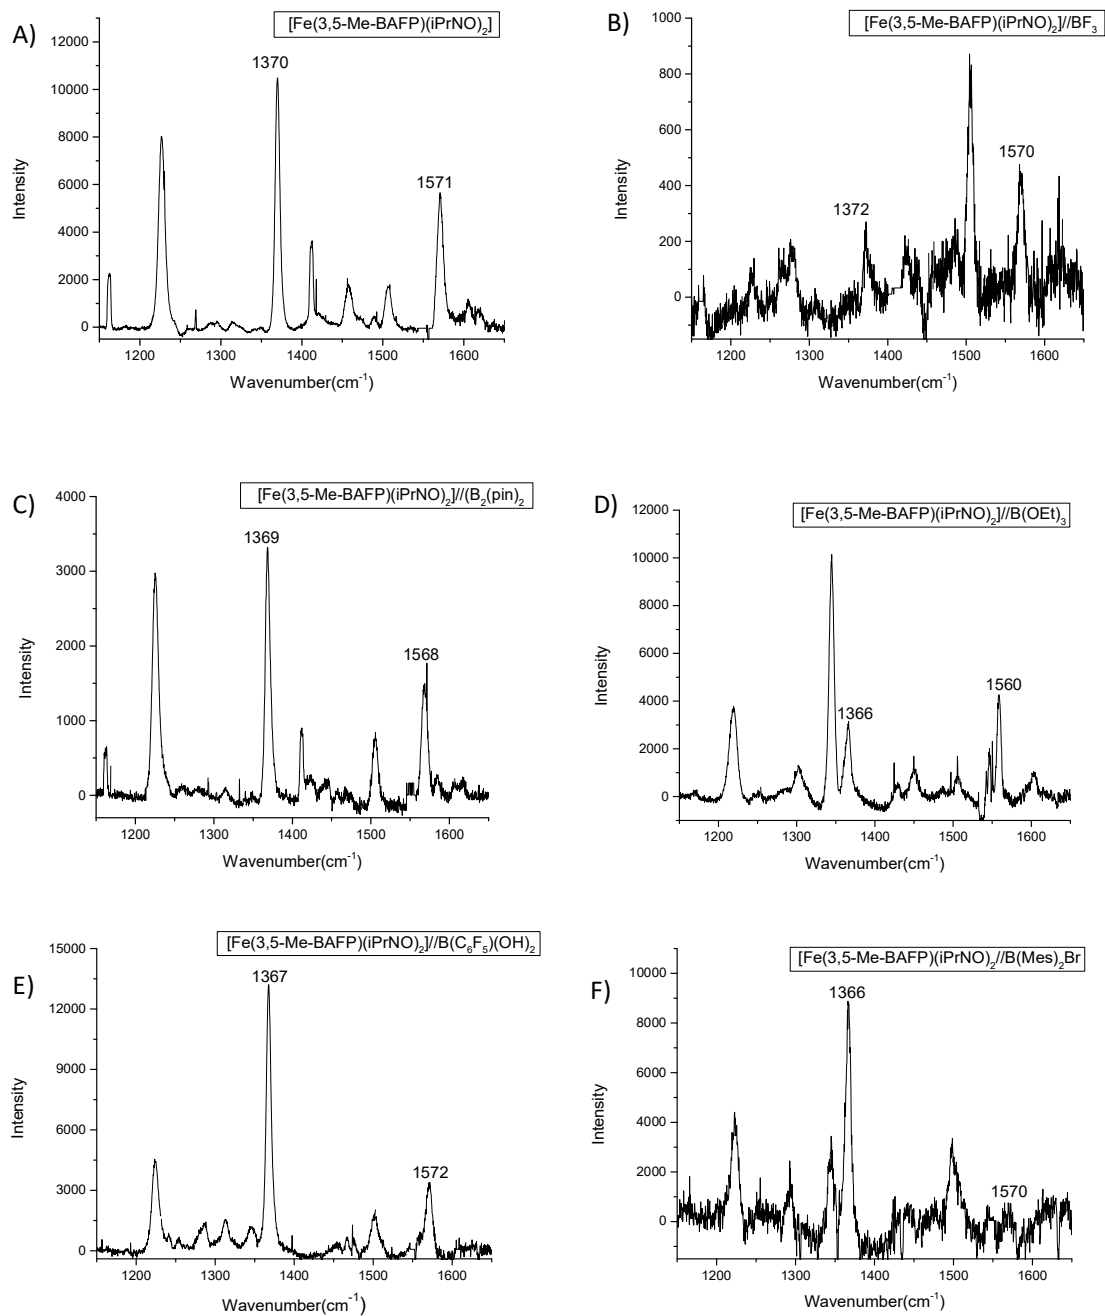 A)
[Fe(3,5-Me-BAFP)(iPrNO)₂]
12000
10000
8000
6000
4000
2000
0
Intensity
1370
1571
1200 1300 1400 1500 1600
Wavenumber(cm⁻¹)
B)
[Fe(3,5-Me-BAFP)(iPrNO)₂]//BF₃
1000
800
600
400
200
0
Intensity
1372
1570
1200 1300 1400 1500 1600
Wavenumber(cm⁻¹)
C)
[Fe(3,5-Me-BAFP)(iPrNO)₂]//(B₂(pin)₂
4000
3000
2000
1000
0
Intensity
1369
1568
1200 1300 1400 1500 1600
Wavenumber(cm⁻¹)
D)
[Fe(3,5-Me-BAFP)(iPrNO)₂]//B(OEt)₃
12000
10000
8000
6000
4000
2000
0
Intensity
1366
1560
1200 1300 1400 1500 1600
Wavenumber(cm⁻¹)
E)
[Fe(3,5-Me-BAFP)(iPrNO)₂]//B(C₆F₅)(OH)₂
15000
12000
9000
6000
3000
0
Intensity
1367
1572
1200 1300 1400 1500 1600
Wavenumber(cm⁻¹)
F)
[Fe(3,5-Me-BAFP)(iPrNO)₂//B(Mes)₂Br
10000
8000
6000
4000
2000
0
Intensity
1366
1570
1200 1300 1400 1500 1600
Wavenumber(cm⁻¹)